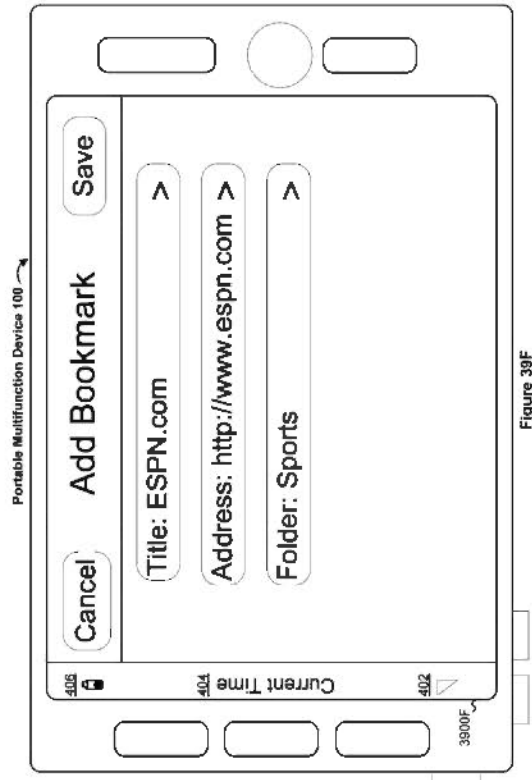 Portable Multifunction Device 100
406
404
Current Time
402
Cancel Add Bookmark Save
Title: ESPN.com >
Address: http://www.espn.com >
Folder: Sports >
3900F
Figure 39F